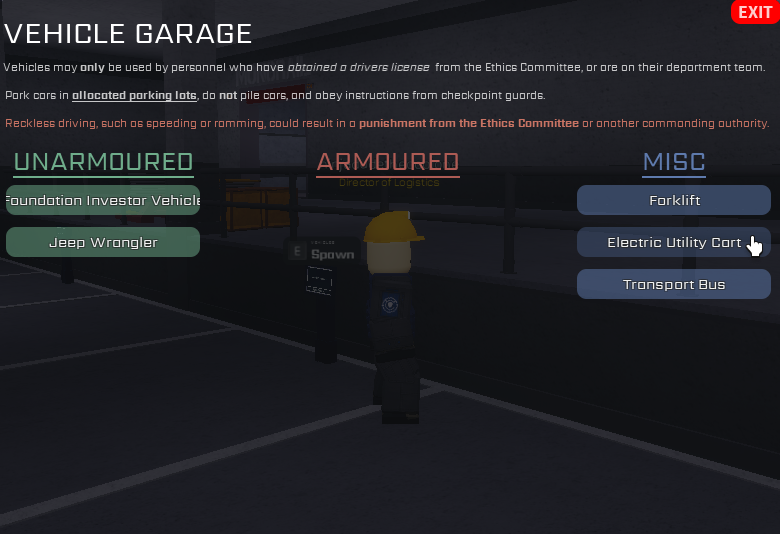 EXIT
VEHICLE GARAGE
Vehicles may only be used by personnel who have obtained a drivers license from the Ethics Committee, or are on their department team.
Park cars in allocated parking lots, do not pile cars, and obey instructions from checkpoint guards.
Reckless driving, such as speeding or ramming, could result in a punishment from the Ethics Committee or another commanding authority.
UNARMOURED
ARMOURED
MISC
Director of Logistics
Foundation Investor Vehicle
Forklift
Jeep Wrangler
Electric Utility Cart
E
Spawn
Transport Bus